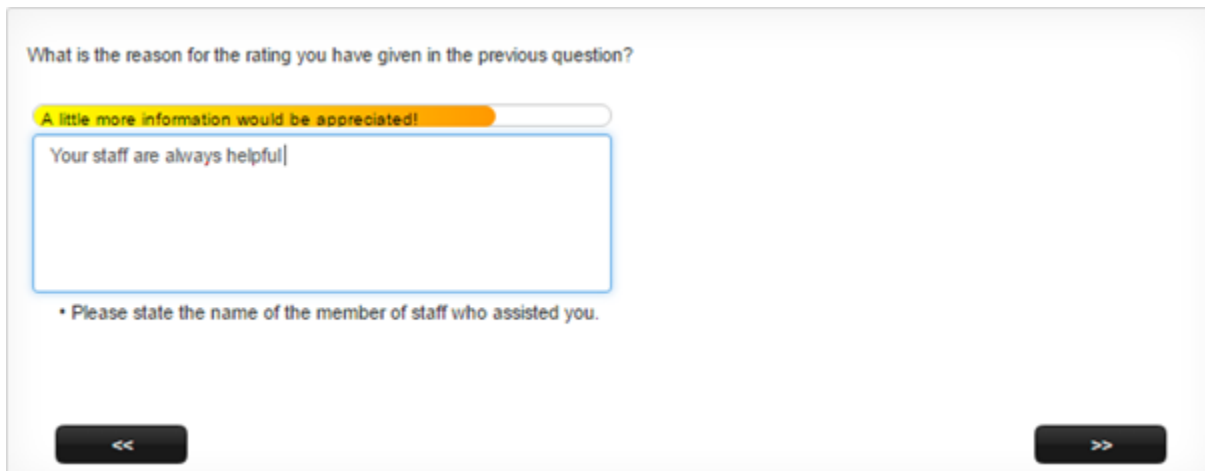 What is the reason for the rating you have given in the previous question?
A little more information would be appreciated!
Your staff are always helpful
• Please state the name of the member of staff who assisted you.
<< >>